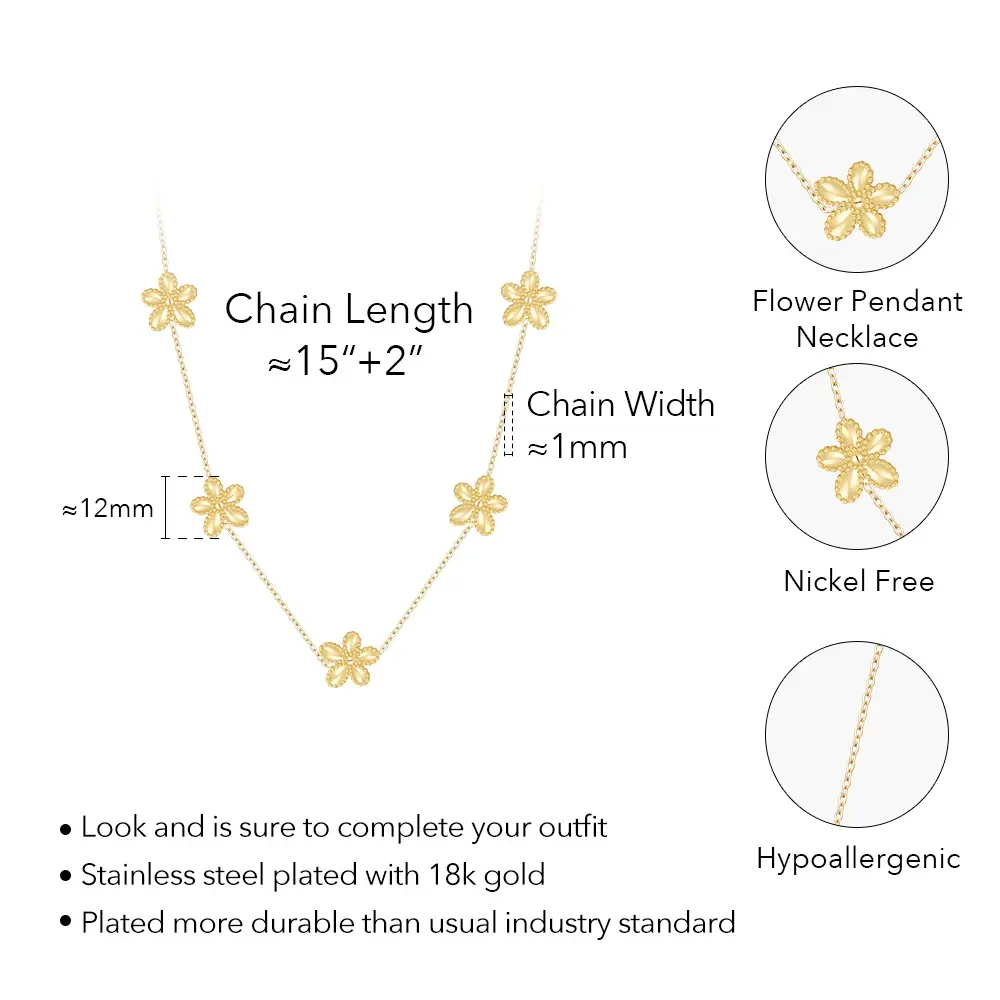 Chain Length
≈15“+2”
Chain Width
≈1mm
≈12mm
Flower Pendant
Necklace
Nickel Free
Hypoallergenic
• Look and is sure to complete your outfit
• Stainless steel plated with 18k gold
• Plated more durable than usual industry standard